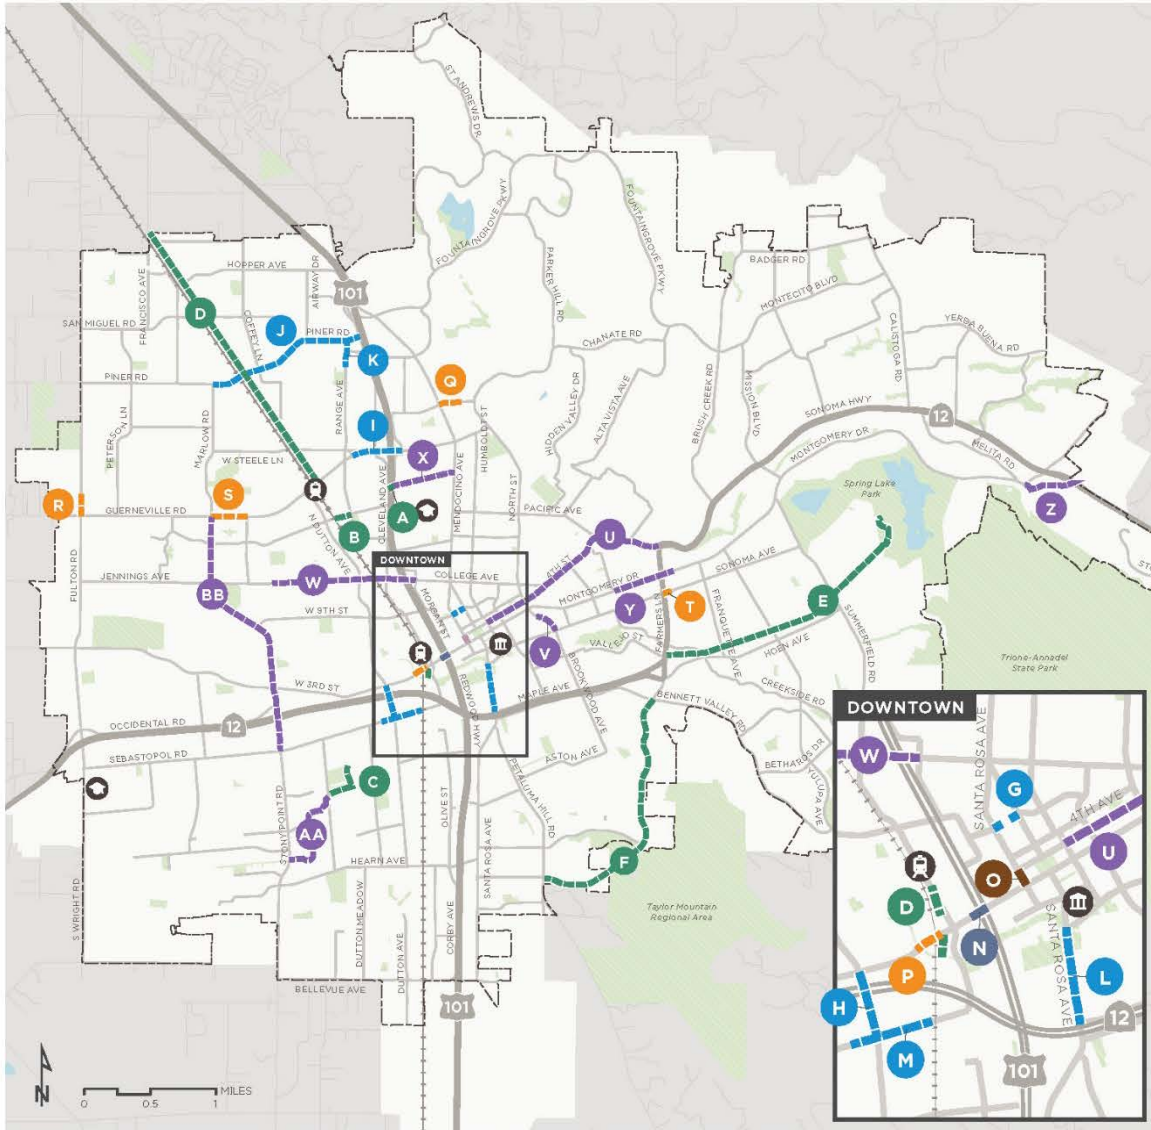 ST ANDREWS DR
FOUNTAINGROVE PKWY
FOUNTAINGROVE PKWY
PARKER HILL RD
BADGER RD
MONTECITO BLVD
HOPPER AVE
AIRWAY DR
101
FRANCISCO AVE
D
COFFEY LN
SAN MIGUEL RD
J
PINER RD
K
CHANATE RD
CALISTOGA RD
YERBA BUENA RD
PINER RD
RANGE AVE
Q
HIDDEN VALLEY DR
ALTA VISTA AVE
BRUSH CREEK RD
MISSION BLVD
SONOMA HWY
12
PETERSON LN
MARLOW RD
I
HUMBOLDT ST
MONTGOMERY DR
MELITA RD
W STEELE LN
X
CLEVELAND AVE
MENDOCINO AVE
NORTH ST
Spring Lake
Park
Z
R
S
GUERNEVILLE RD
A
B
N DUTTON AVE
PACIFIC AVE
U
DOWNTOWN
FULTON RD
JENNINGS AVE
BB
W
COLLEGE AVE
4TH ST
MONTGOMERY DR
SONOMA AVE
Y
T
E
W 9TH ST
MORGAN ST
V
VALLEJO ST
FARMERS LN
FRANQUETTE AVE
HOEN AVE
SUMMERFIELD RD
Trione-Annadel
State Park
W 3RD ST
REDWOOD HWY
MAPLE AVE
BROOKWOOD AVE
CREEKSIDE RD
BENNETT VALLEY RD
OCCIDENTAL RD
12
SEBASTOPOL RD
ASTON AVE
BETHARDS DR
YULUPA AVE
C
STONY POINT RD
AA
OLIVE ST
PETALUMA HILL RD
HEARN AVE
SANTA ROSA AVE
F
S WRIGHT RD
DUTTON MEADOW
DUTTON AVE
CORBY AVE
Taylor Mountain
Regional Area
BELLEVUE AVE
101
N
0
0.5
1
MILES
DOWNTOWN
W
SANTA ROSA AVE
G
4TH AVE
U
O
D
N
P
SANTA ROSA AVE
L
H
M
12
101